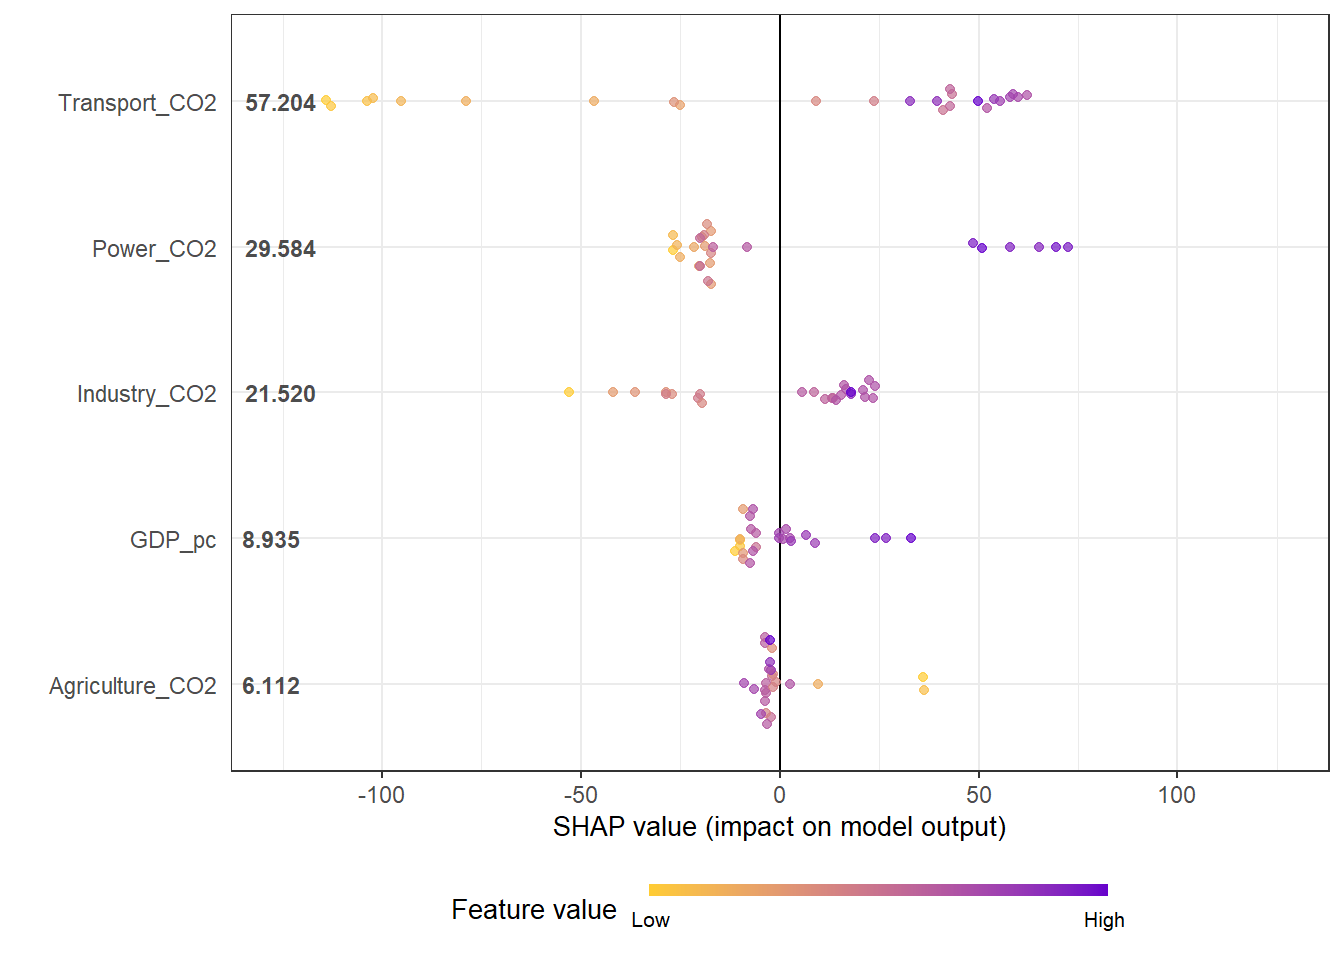 Transport_CO2 57.204
Power_CO2 29.584
Industry_CO2 21.520
GDP_pc 8.935
Agriculture_CO2 6.112
-100 -50 0 50 100
SHAP value (impact on model output)
Feature value
Low High